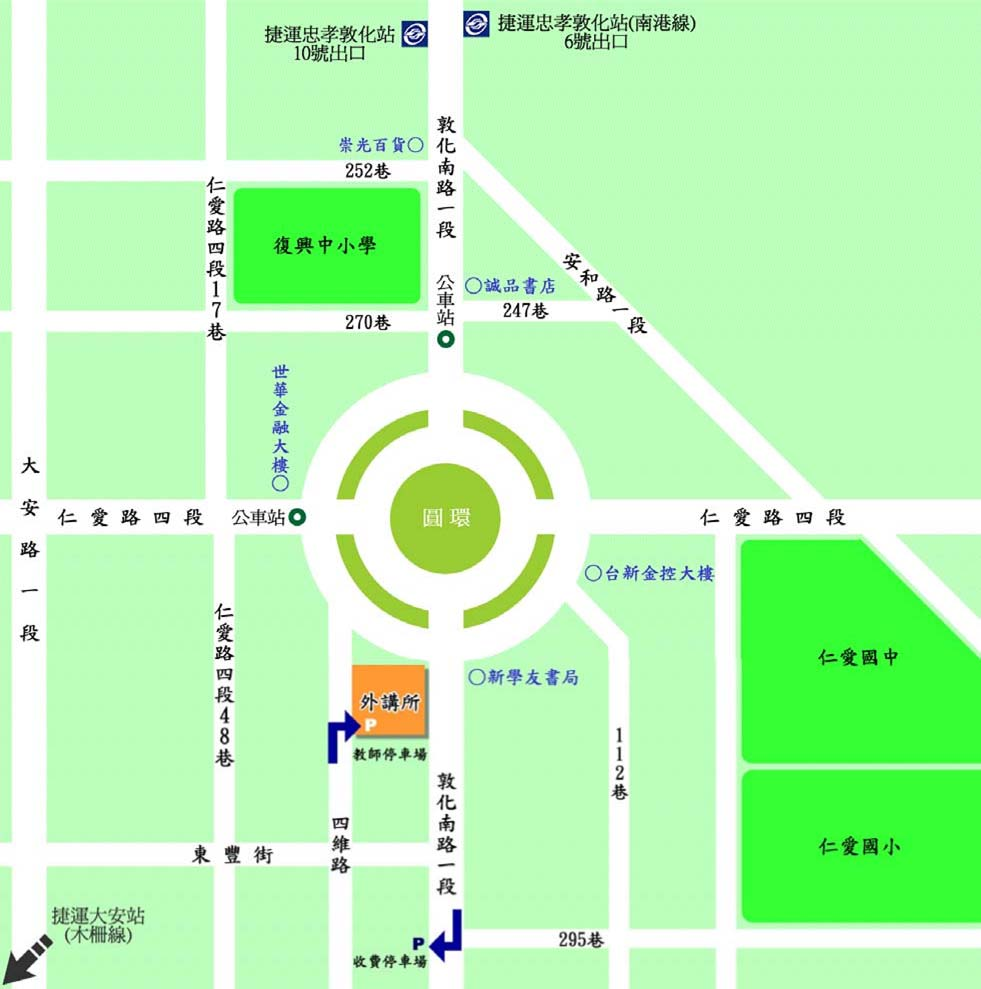 捷運忠孝敦化站
10號出口
捷運忠孝敦化站(南港線)
6號出口
敦化南路一段
崇光百貨
252巷
仁愛路四段17巷
復興中小學
安和路一段
公車站
誠品書店
247巷
270巷
世華金融大樓
大安路一段
仁愛路四段
公車站
圓環
仁愛路四段
台新金控大樓
仁愛路四段48巷
仁愛國中
新學友書局
外講所
P
教師停車場
112巷
敦化南路一段
四維路
東豐街
仁愛國小
捷運大安站
(木柵線)
P
收費停車場
295巷